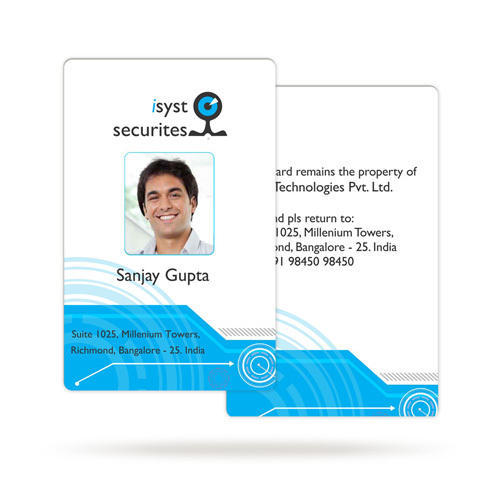 isyst
securites
Sanjay Gupta
Suite 1025, Millenium Towers,
Richmond, Bangalore - 25. India
remains the property of
Technologies Pvt. Ltd.
pls return to:
1025, Millenium Towers,
Bangalore - 25. India
98450 98450